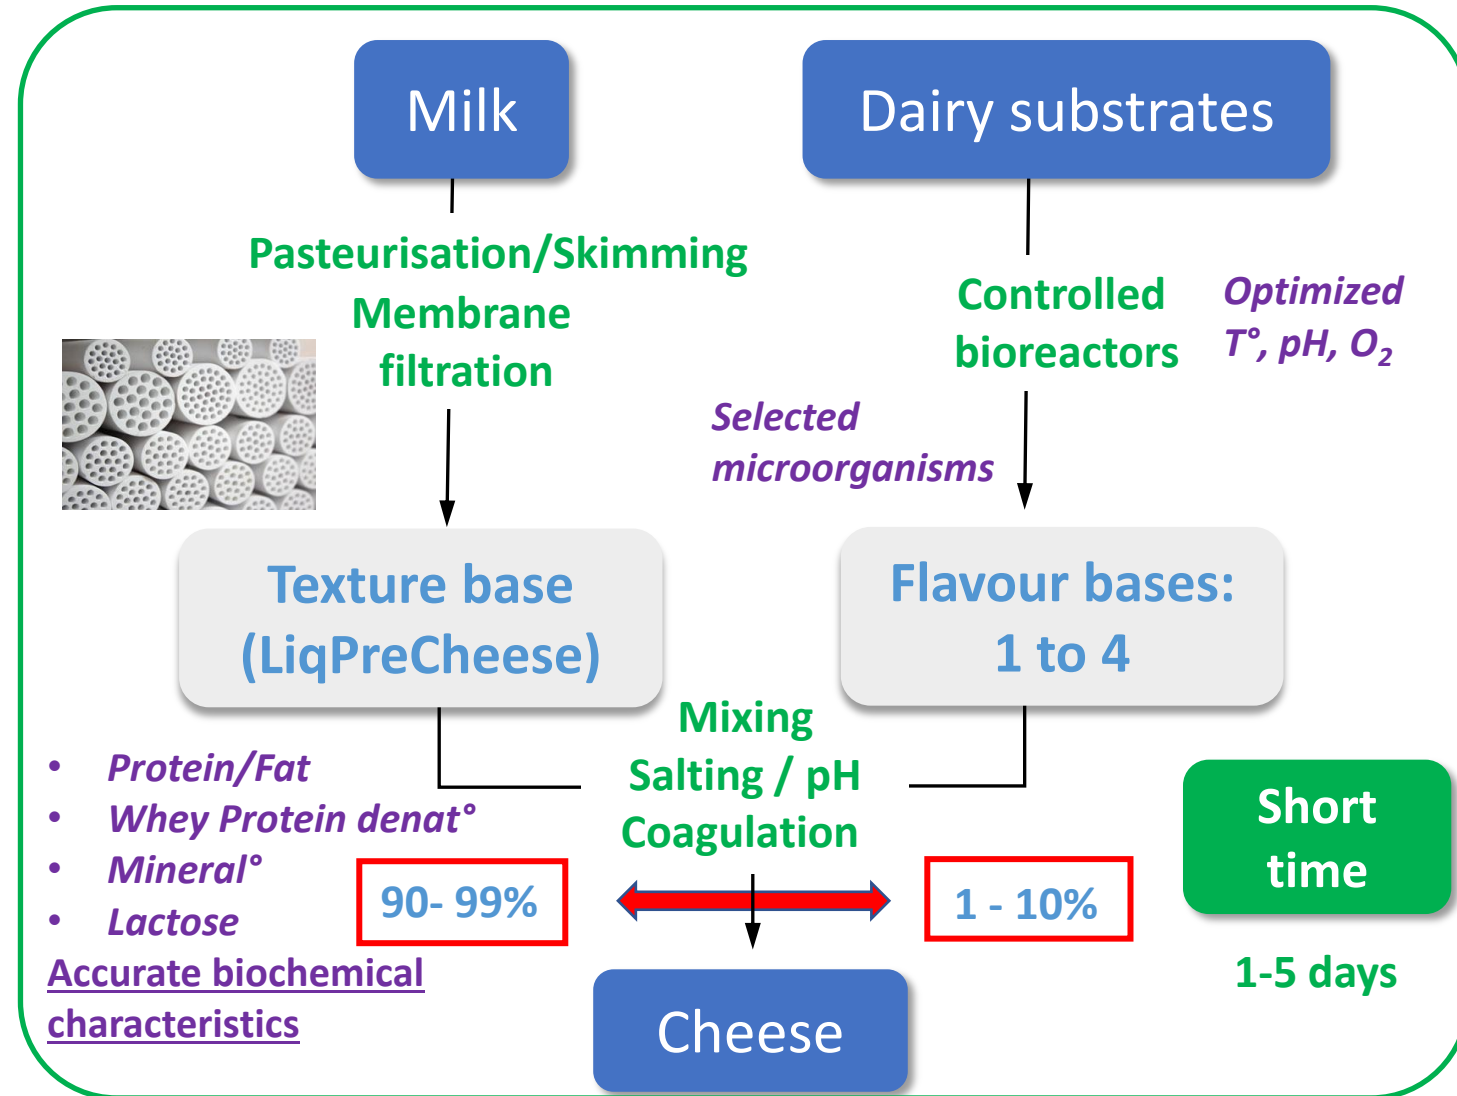 Milk
Dairy substrates
Pasteurisation/Skimming
Membrane
filtration
Controlled
bioreactors
Optimized
T°, pH, O₂
Selected
microorganisms
Texture base
(LiqPreCheese)
Flavour bases:
1 to 4
Mixing
Salting / pH
Coagulation
• Protein/Fat
• Whey Protein denat°
• Mineral°
• Lactose
Accurate biochemical
characteristics
90- 99%
1 - 10%
Short
time
1-5 days
Cheese